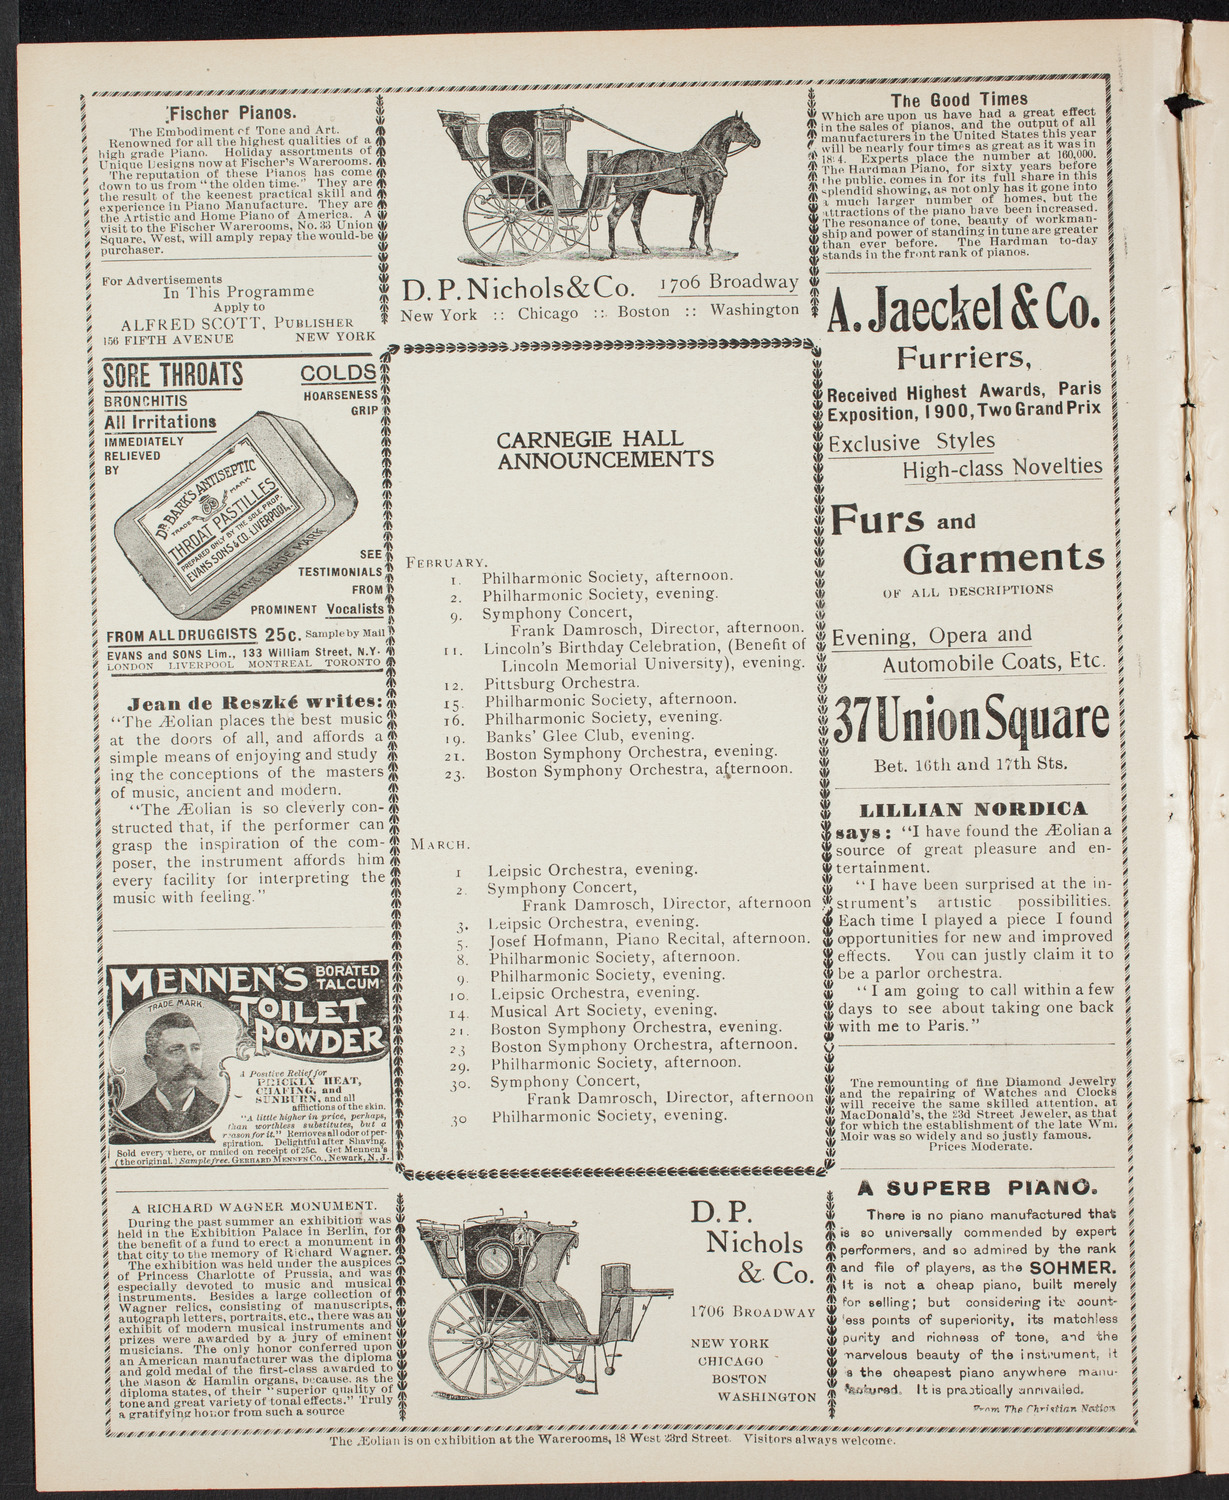 Fischer Pianos.
The Embodiment of Tone and Art.
Renowned for all the highest qualities of a
high grade Piano. Holiday assortments of
Unique Designs now at Fischer's Warerooms.
The reputation of these Pianos has come
down to us from "the olden time." They are
the result of the keenest practical skill and
experience in Piano Manufacture. They are
the Artistic and Home Piano of America. A
visit to the Fischer Warerooms, No. 33 Union
Square, West, will amply repay the would-be
purchaser.
For Advertisements
In This Programme
Apply to
ALFRED SCOTT, PUBLISHER
156 FIFTH AVENUE NEW YORK
SORE THROATS COLDS
BRONCHITIS HOARSENESS
All Irritations GRIP
IMMEDIATELY
RELIEVED
BY
DR. BARK'S ANTISEPTIC
TRADE MARK
THROAT PASTILLES
PREPARED ONLY BY THE SOLE PROP.
EVANS, SONS & CO. LIVERPOOL.
NOTE THE TRADE MARK
SEE
TESTIMONIALS
FROM
PROMINENT Vocalists
FROM ALL DRUGGISTS 25c. Sample by Mail
EVANS and SONS Lim., 133 William Street, N.Y.
LONDON LIVERPOOL MONTREAL TORONTO
Jean de Reszké writes:
"The Æolian places the best music
at the doors of all, and affords a
simple means of enjoying and study
ing the conceptions of the masters
of music, ancient and modern.
"The Æolian is so cleverly con-
structed that, if the performer can
grasp the inspiration of the com-
poser, the instrument affords him
every facility for interpreting the
music with feeling."
MENNEN'S BORATED
TALCUM
TOILET
POWDER
TRADE MARK
A Positive Relief for
PRICKLY HEAT,
CHAFING, and
SUNBURN, and all
afflictions of the skin.
"A little higher in price, perhaps,
than worthless substitutes, but a
reason for it." Removes all odor of per-
spiration. Delightful after Shaving.
Sold everywhere, or mailed on receipt of 25c. Get Mennen's
(the original.) Sample free. GERHARD MENNEN CO., Newark, N. J.
A RICHARD WAGNER MONUMENT.
During the past summer an exhibition was
held in the Exhibition Palace in Berlin, for
the benefit of a fund to erect a monument in
that city to the memory of Richard Wagner.
The exhibition was held under the auspices
of Princess Charlotte of Prussia, and was
especially devoted to music and musical
instruments. Besides a large collection of
Wagner relics, consisting of manuscripts,
autograph letters, portraits, etc., there was an
exhibit of modern musical instruments and
prizes were awarded by a jury of eminent
musicians. The only honor conferred upon
an American manufacturer was the diploma
and gold medal of the first-class awarded to
the Mason & Hamlin organs, because, as the
diploma states, of their "superior quality of
tone and great variety of tonal effects." Truly
a gratifying honor from such a source
D. P. Nichols & Co. 1706 Broadway
New York :: Chicago :: Boston :: Washington
CARNEGIE HALL
ANNOUNCEMENTS
FEBRUARY.
1. Philharmonic Society, afternoon.
2. Philharmonic Society, evening.
9. Symphony Concert,
Frank Damrosch, Director, afternoon.
11. Lincoln's Birthday Celebration, (Benefit of
Lincoln Memorial University), evening.
12. Pittsburg Orchestra.
15. Philharmonic Society, afternoon.
16. Philharmonic Society, evening.
19. Banks' Glee Club, evening.
21. Boston Symphony Orchestra, evening.
23. Boston Symphony Orchestra, afternoon.
MARCH.
1 Leipsic Orchestra, evening.
2. Symphony Concert,
Frank Damrosch, Director, afternoon
3. Leipsic Orchestra, evening.
5. Josef Hofmann, Piano Recital, afternoon.
8. Philharmonic Society, afternoon.
9. Philharmonic Society, evening.
10. Leipsic Orchestra, evening.
14. Musical Art Society, evening.
21. Boston Symphony Orchestra, evening.
23 Boston Symphony Orchestra, afternoon.
29. Philharmonic Society, afternoon.
30. Symphony Concert,
Frank Damrosch, Director, afternoon
30 Philharmonic Society, evening.
D. P.
Nichols
& Co.
1706 BROADWAY
NEW YORK
CHICAGO
BOSTON
WASHINGTON
The Good Times
Which are upon us have had a great effect
in the sales of pianos, and the output of all
manufacturers in the United States this year
will be nearly four times as great as it was in
1894. Experts place the number at 160,000.
The Hardman Piano, for sixty years before
the public, comes in for its full share in this
splendid showing, as not only has it gone into
a much larger number of homes, but the
attractions of the piano have been increased.
The resonance of tone, beauty of workman-
ship and power of standing in tune are greater
than ever before. The Hardman to-day
stands in the front rank of pianos.
A. Jaeckel & Co.
Furriers,
Received Highest Awards, Paris
Exposition, 1900, Two Grand Prix
Exclusive Styles
High-class Novelties
Furs and
Garments
OF ALL DESCRIPTIONS
Evening, Opera and
Automobile Coats, Etc.
37 Union Square
Bet. 16th and 17th Sts.
LILLIAN NORDICA
says: "I have found the Æolian a
source of great pleasure and en-
tertainment.
"I have been surprised at the in-
strument's artistic possibilities.
Each time I played a piece I found
opportunities for new and improved
effects. You can justly claim it to
be a parlor orchestra.
"I am going to call within a few
days to see about taking one back
with me to Paris."
The remounting of fine Diamond Jewelry
and the repairing of Watches and Clocks
will receive the same skilled attention, at
MacDonald's, the 23d Street Jeweler, as that
for which the establishment of the late Wm.
Moir was so widely and so justly famous.
Prices Moderate.
A SUPERB PIANO.
There is no piano manufactured that
is so universally commended by expert
performers, and so admired by the rank
and file of players, as the SOHMER.
It is not a cheap piano, built merely
for selling; but considering its count-
less points of superiority, its matchless
purity and richness of tone, and the
marvelous beauty of the instrument, it
is the cheapest piano anywhere manu-
factured. It is practically unrivalled.
From The Christian Nation
The Æolian is on exhibition at the Warerooms, 18 West 23rd Street. Visitors always welcome.